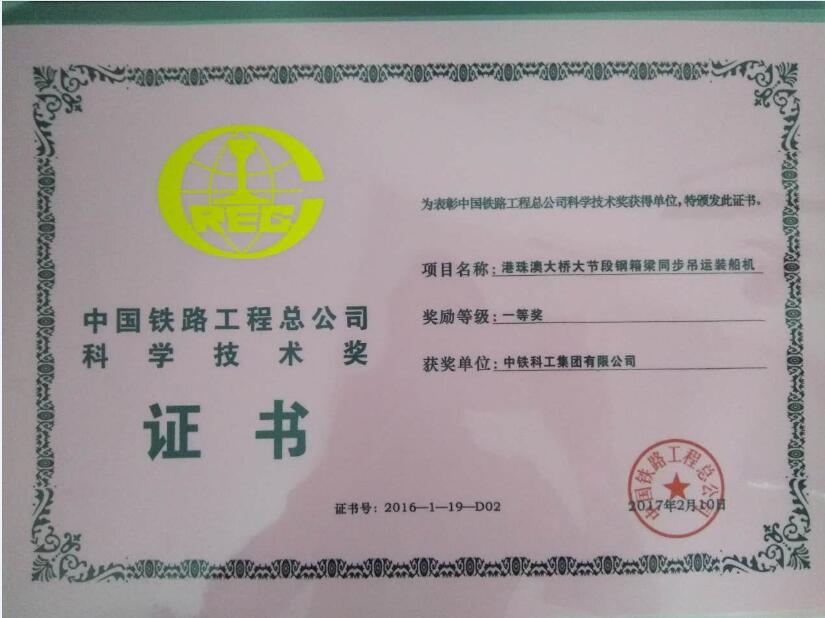 CREC
中国铁路工程总公司
科学技术奖
证书
为表彰中国铁路工程总公司科学技术奖获得单位,特颁发此证书。
项目名称:港珠澳大桥大节段钢箱梁同步吊运装船机
奖励等级:一等奖
获奖单位:中铁科工集团有限公司
证书号:2016—1—19—D02
中国铁路工程总公司
2017年2月10日